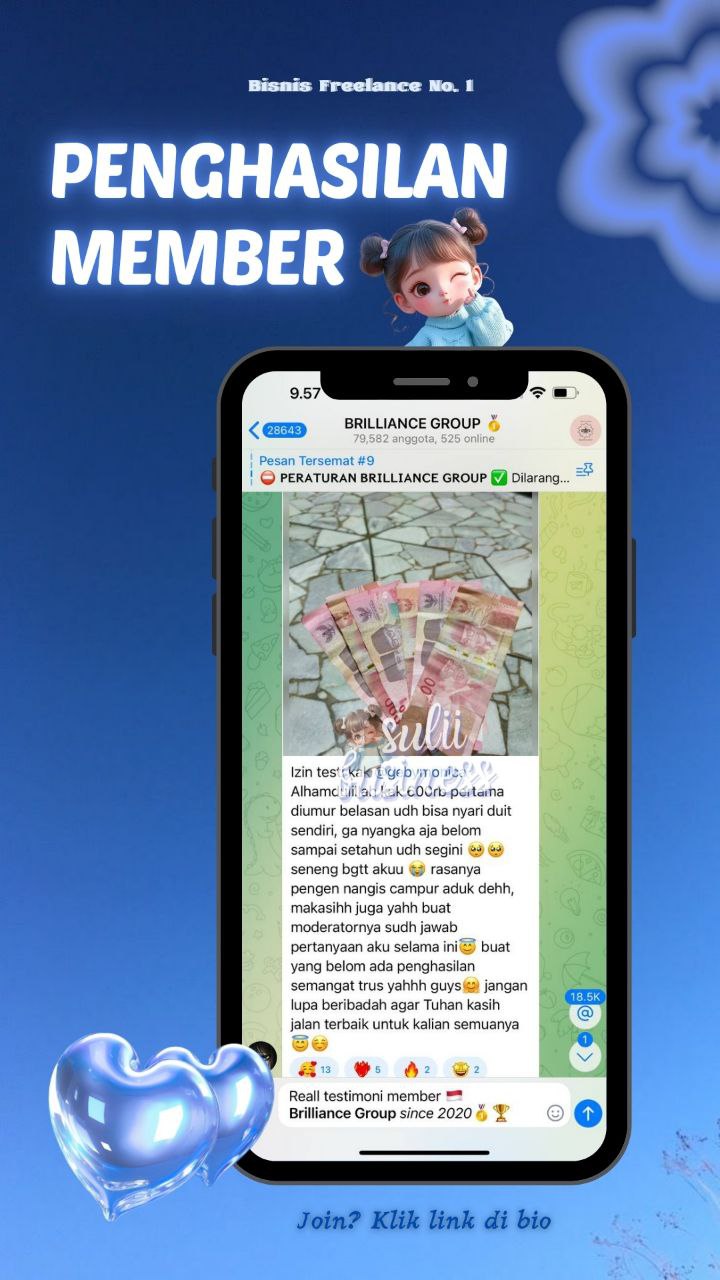 Bisnis Freelance No. 1
PENGHASILAN
MEMBER
9.57
28643
BRILLIANCE GROUP 🥇
79,582 anggota, 525 online
Pesan Tersemat #9
⛔ PERATURAN BRILLIANCE GROUP ✅ Dilarang...
sulii
business
Izin testi kak @gebymonica
Alhamdulillah kak 600rb pertama
diumur belasan udh bisa nyari duit
sendiri, ga nyangka aja belom
sampai setahun udh segini 🥺🥺
seneng bgtt akuu 😭 rasanya
pengen nangis campur aduk dehh,
makasihh juga yahh buat
moderatornya sudh jawab
pertanyaan aku selama ini😇 buat
yang belom ada penghasilan
semangat trus yahhh guys🤗 jangan
lupa beribadah agar Tuhan kasih
jalan terbaik untuk kalian semuanya
😇☺️
🥰 13 ❤️‍🔥 5 🔥 2 🤩 2
18.5K
@
1
Reall testimoni member 🇮🇩
Brilliance Group since 2020🥇🏆
Join? Klik link di bio